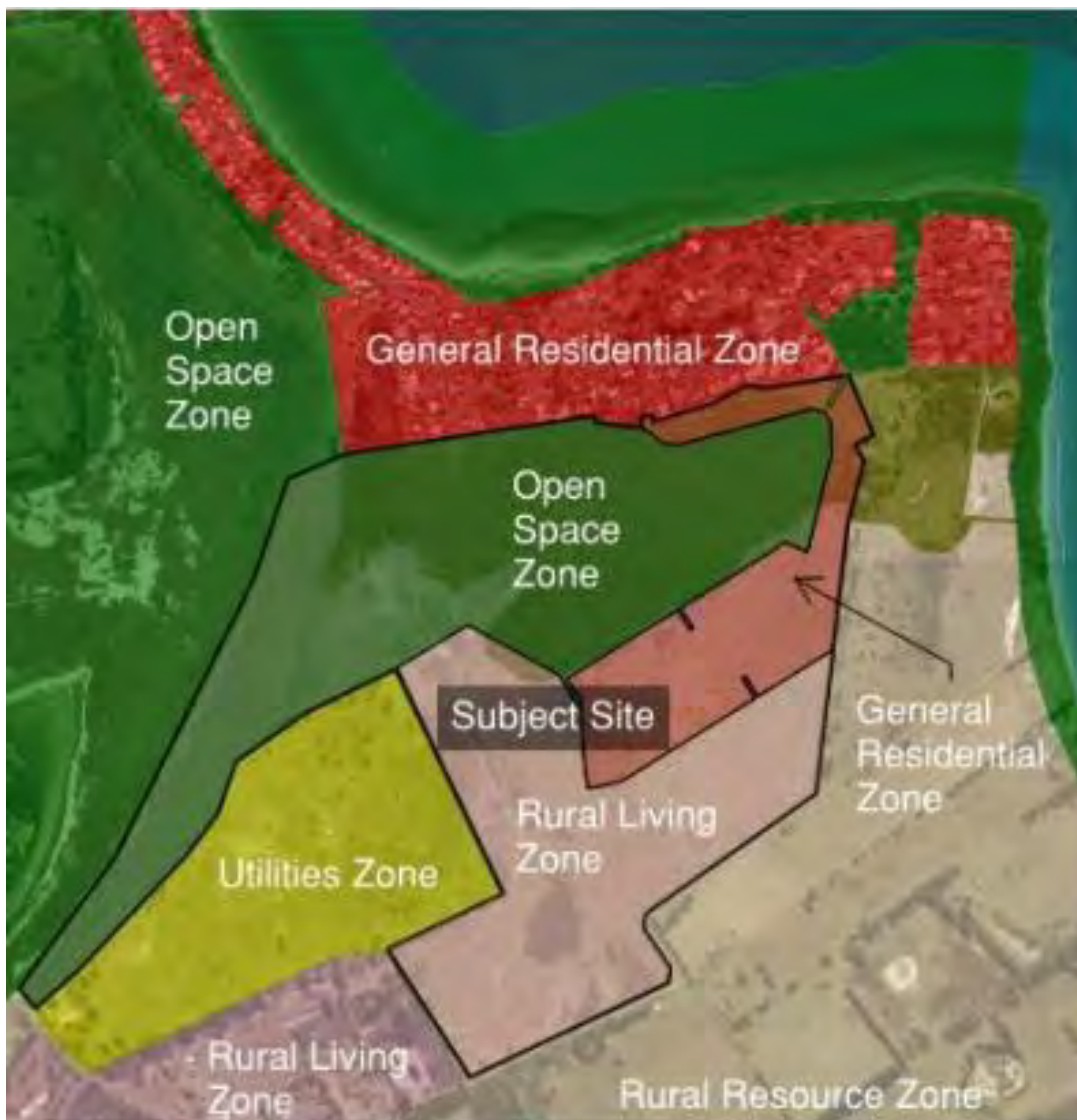 Open
Space
Zone
General Residential Zone
Open
Space
Zone
Subject Site
General
Residential
Zone
Rural Living
Zone
Utilities Zone
Rural Living
Zone
Rural Resource Zone